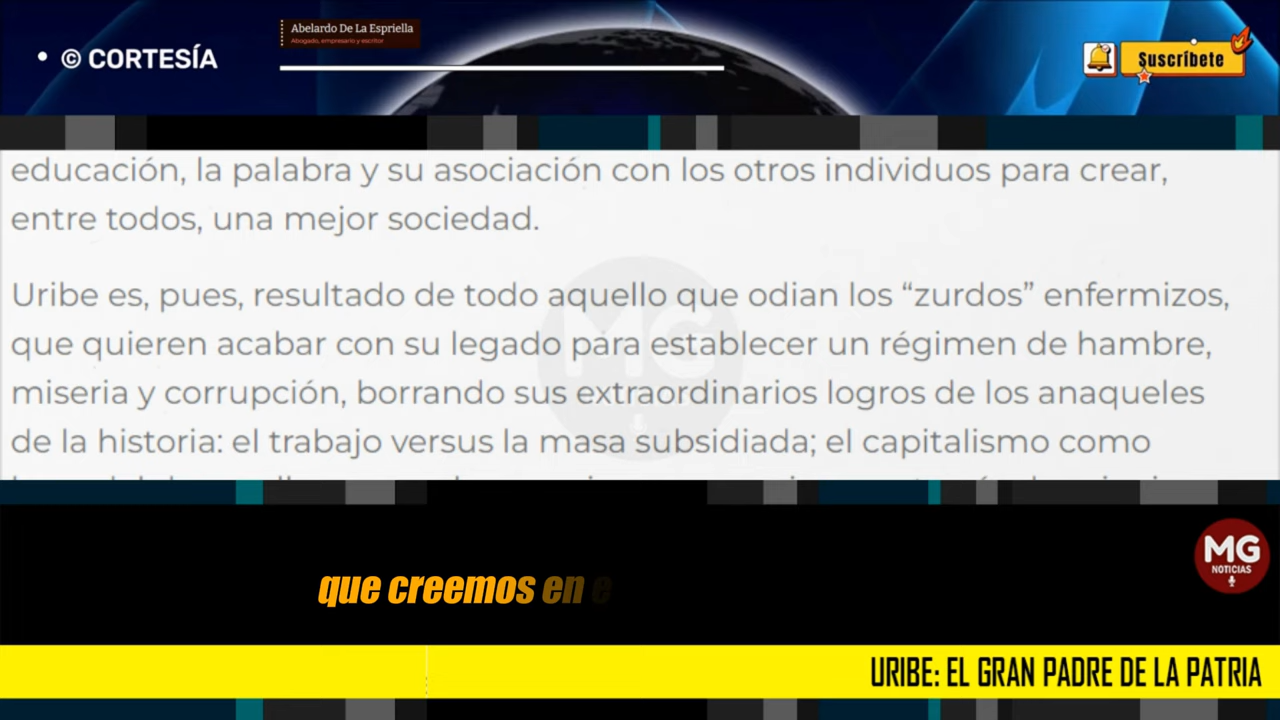 • © CORTESÍA
Abelardo De La Espriella
Abogado, empresario y escritor
Suscríbete
educación, la palabra y su asociación con los otros individuos para crear,
entre todos, una mejor sociedad.
Uribe es, pues, resultado de todo aquello que odian los “zurdos” enfermizos,
que quieren acabar con su legado para establecer un régimen de hambre,
miseria y corrupción, borrando sus extraordinarios logros de los anaqueles
de la historia: el trabajo versus la masa subsidiada; el capitalismo como
MG
que creemos en e
MG
NOTICIAS
URIBE: EL GRAN PADRE DE LA PATRIA